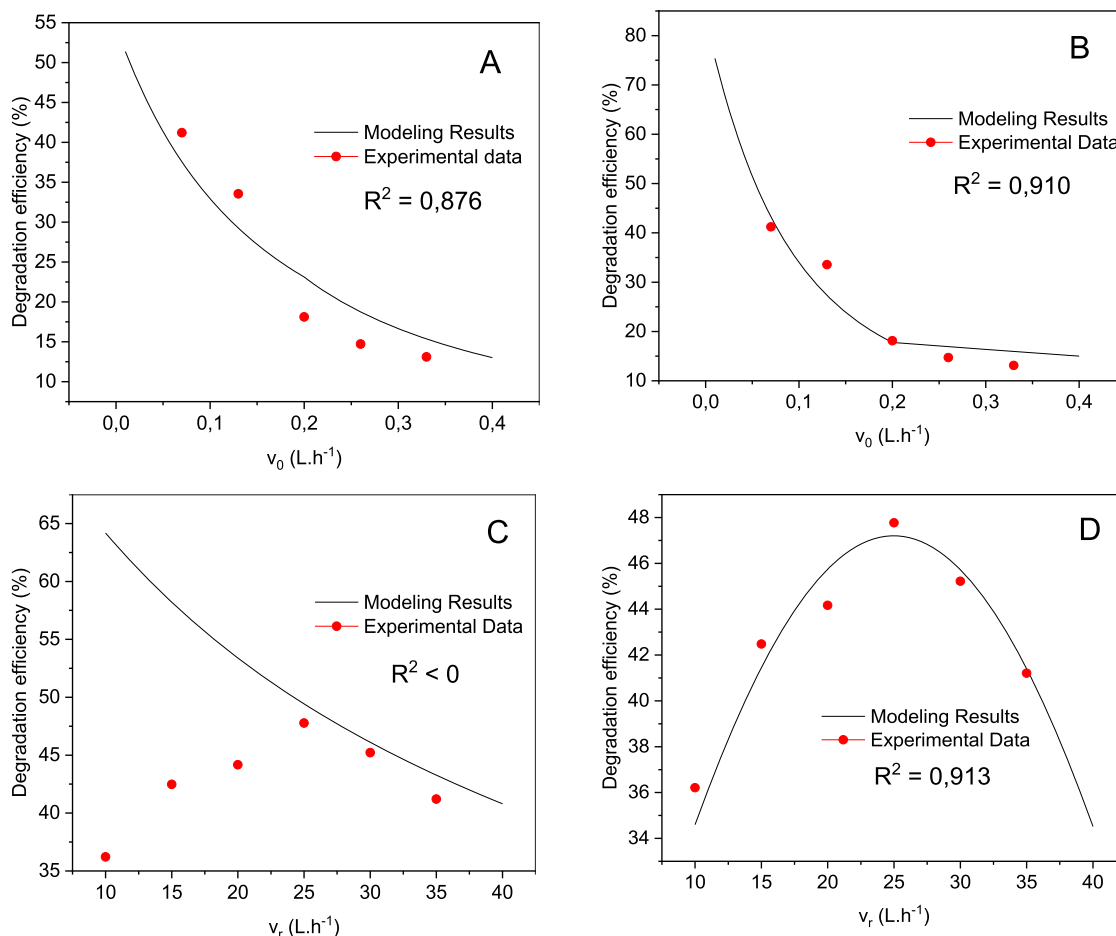 A
Degradation efficiency (%)
55
50
45
40
35
30
25
20
15
10
Modeling Results
Experimental data
R² = 0,876
0,0 0,1 0,2 0,3 0,4
v₀ (L.h⁻¹)
B
Degradation efficiency (%)
80
70
60
50
40
30
20
10
Modeling Results
Experimental Data
R² = 0,910
0,0 0,1 0,2 0,3 0,4
v₀ (L.h⁻¹)
C
Degradation efficiency (%)
65
60
55
50
45
40
35
Modeling Results
Experimental Data
R² < 0
10 15 20 25 30 35 40
vᵣ (L.h⁻¹)
D
Degradation efficiency (%)
48
46
44
42
40
38
36
34
Modeling Results
Experimental Data
R² = 0,913
10 15 20 25 30 35 40
vᵣ (L.h⁻¹)